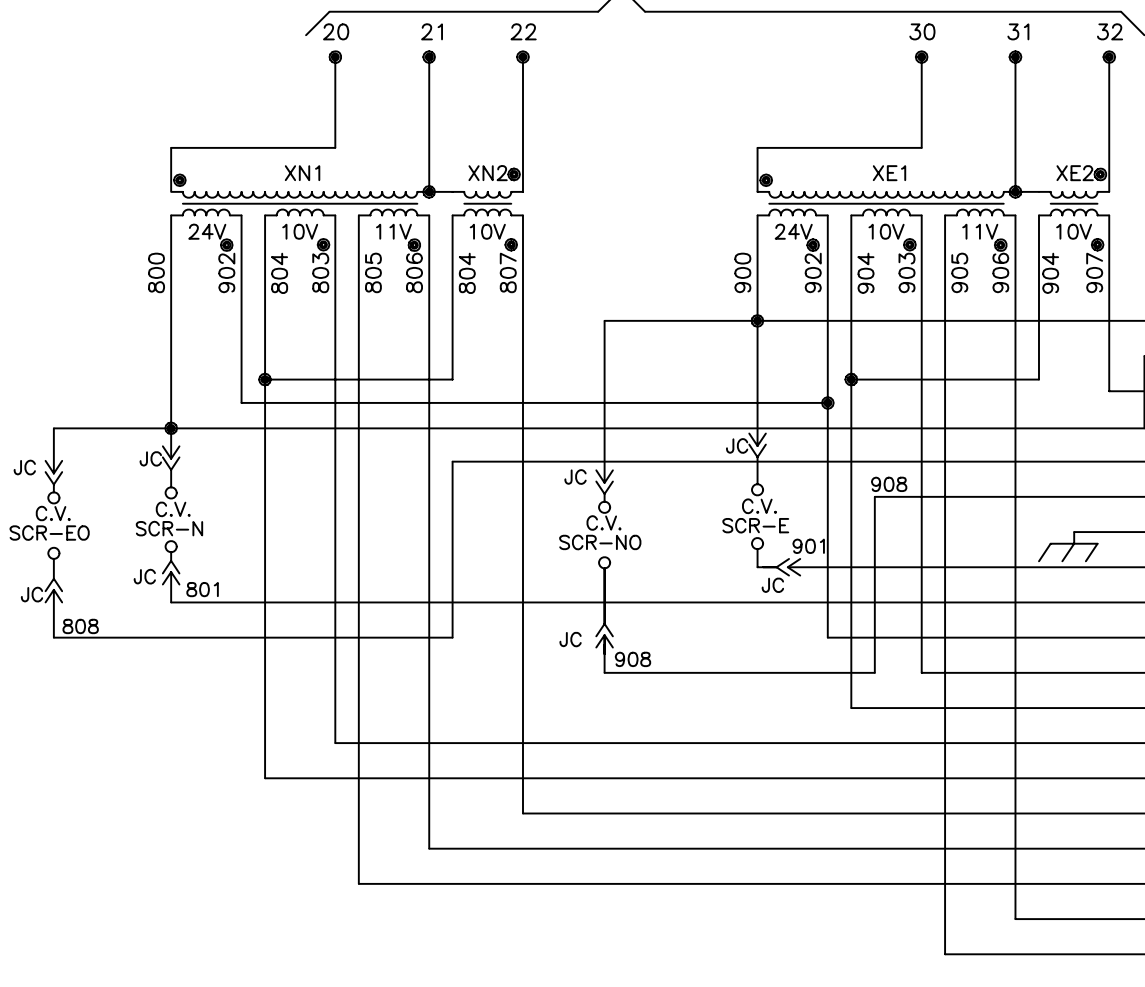 20 21 22 30 31 32
XN1 XN2 XE1 XE2
24V 10V 11V 10V 24V 10V 11V 10V
800 902 804 803 805 806 804 807 900 902 904 903 905 906 904 907
JC JC JC JC
C.V.
SCR-EO
C.V.
SCR-N
C.V.
SCR-NO
C.V.
SCR-E
908
901
JC JC JC
801
808
JC
908